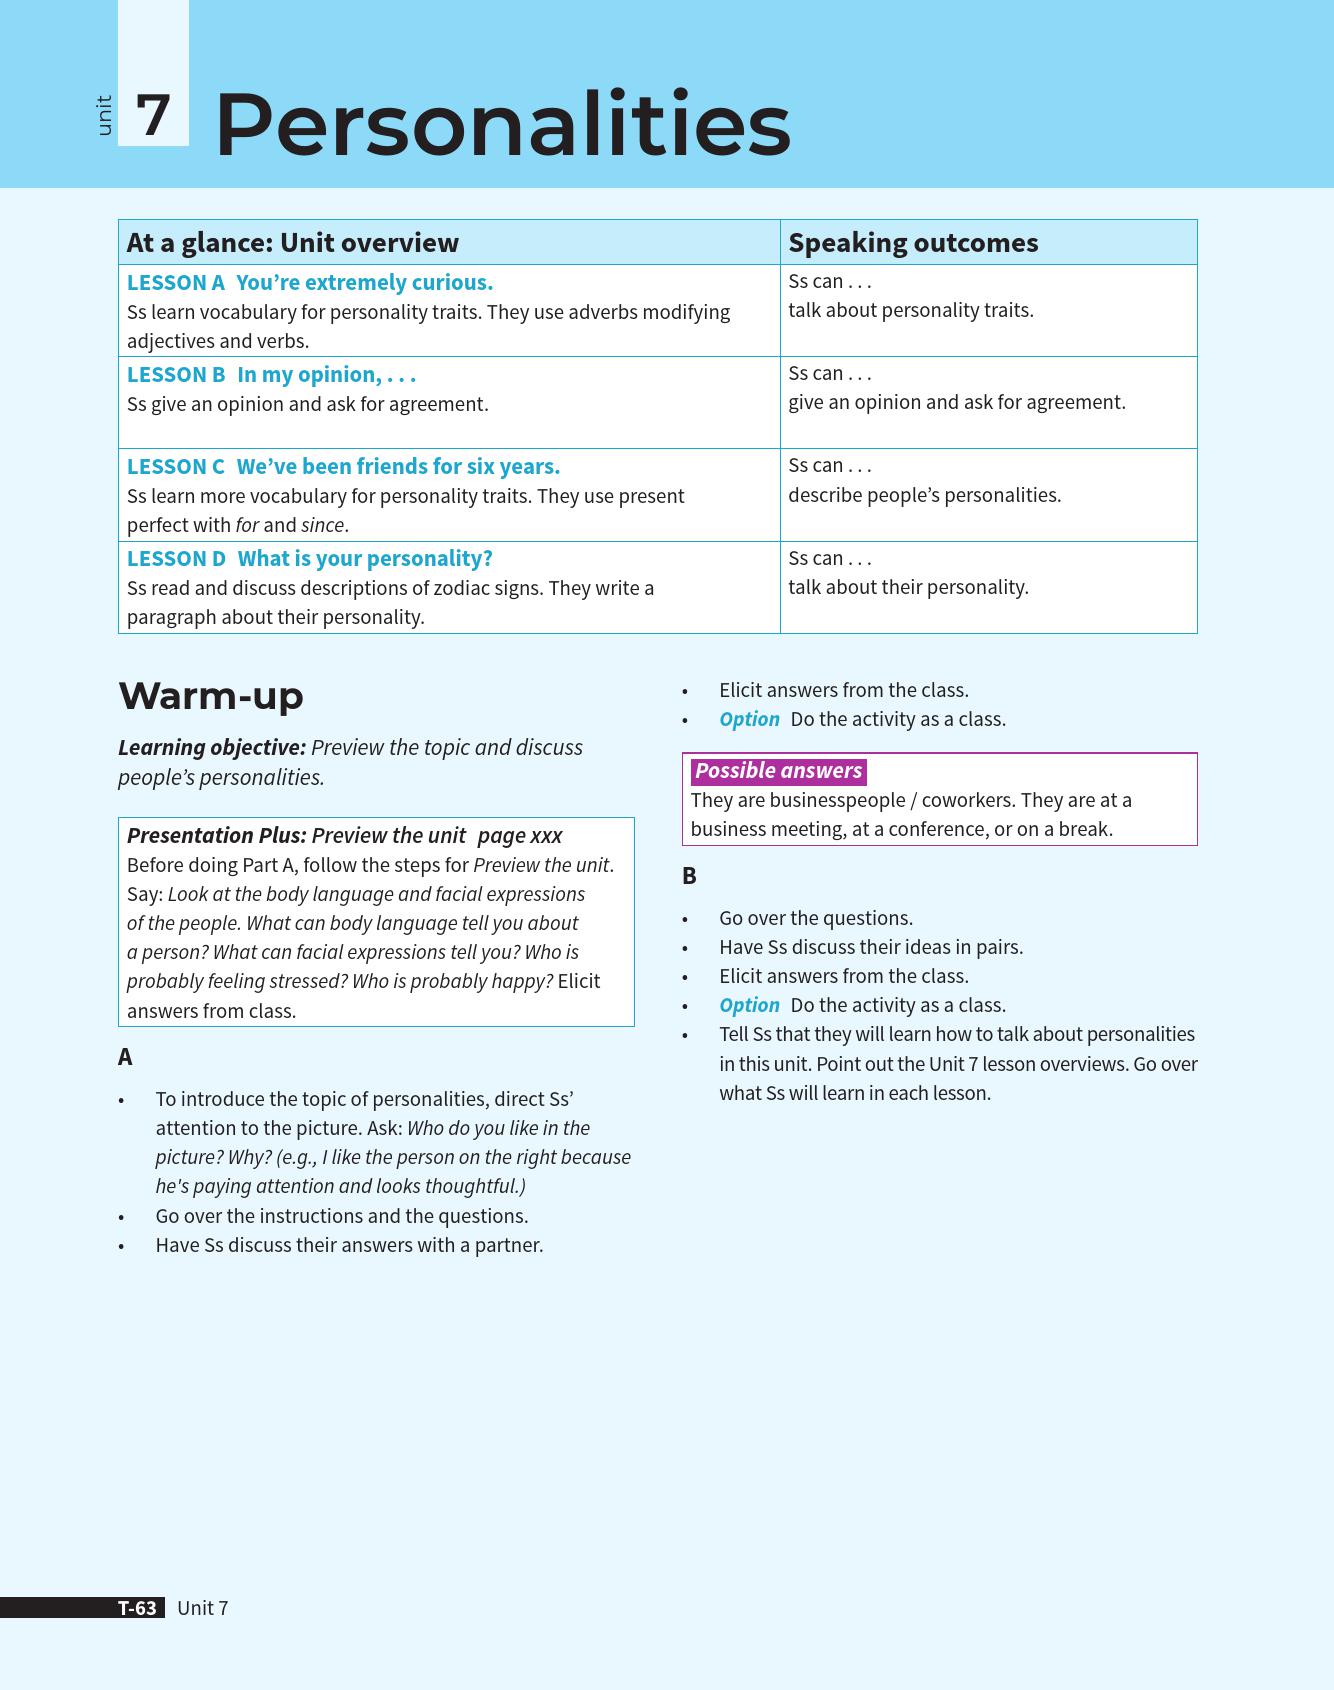 unit
7
Personalities
At a glance: Unit overview
Speaking outcomes
LESSON A  You’re extremely curious.
Ss learn vocabulary for personality traits. They use adverbs modifying
adjectives and verbs.
Ss can . . .
talk about personality traits.
LESSON B  In my opinion, . . .
Ss give an opinion and ask for agreement.
Ss can . . .
give an opinion and ask for agreement.
LESSON C  We’ve been friends for six years.
Ss learn more vocabulary for personality traits. They use present
perfect with for and since.
Ss can . . .
describe people’s personalities.
LESSON D  What is your personality?
Ss read and discuss descriptions of zodiac signs. They write a
paragraph about their personality.
Ss can . . .
talk about their personality.
Warm-up
Learning objective: Preview the topic and discuss
people’s personalities.
Presentation Plus: Preview the unit  page xxx
Before doing Part A, follow the steps for Preview the unit.
Say: Look at the body language and facial expressions
of the people. What can body language tell you about
a person? What can facial expressions tell you? Who is
probably feeling stressed? Who is probably happy? Elicit
answers from class.
A
• To introduce the topic of personalities, direct Ss’
attention to the picture. Ask: Who do you like in the
picture? Why? (e.g., I like the person on the right because
he's paying attention and looks thoughtful.)
• Go over the instructions and the questions.
• Have Ss discuss their answers with a partner.
• Elicit answers from the class.
• Option  Do the activity as a class.
Possible answers
They are businesspeople / coworkers. They are at a
business meeting, at a conference, or on a break.
B
• Go over the questions.
• Have Ss discuss their ideas in pairs.
• Elicit answers from the class.
• Option  Do the activity as a class.
• Tell Ss that they will learn how to talk about personalities
in this unit. Point out the Unit 7 lesson overviews. Go over
what Ss will learn in each lesson.
T-63 Unit 7